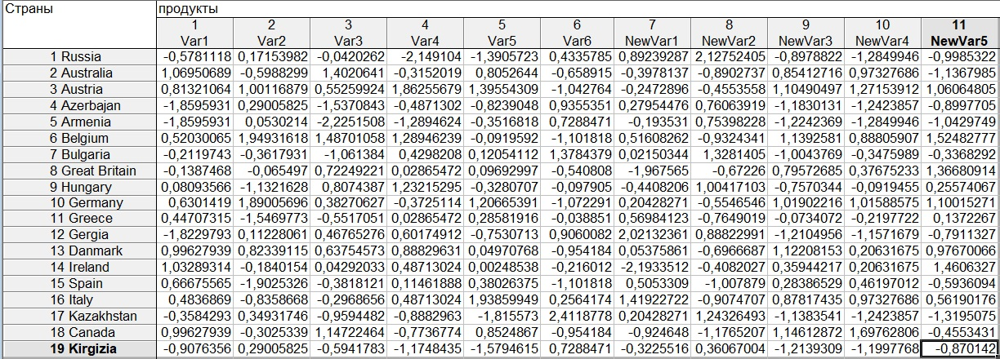 Страны продукты
1 2 3 4 5 6 7 8 9 10 11
Var1 Var2 Var3 Var4 Var5 Var6 NewVar1 NewVar2 NewVar3 NewVar4 NewVar5
1 Russia -0,5781118 0,17153982 -0,0420262 -2,149104 -1,3905723 0,4335785 0,89239287 2,12752405 -0,8978822 -1,2849946 -0,9985322
2 Australia 1,06950689 -0,5988299 1,4020641 -0,3152019 0,8052644 -0,658915 -0,3978137 -0,8902737 0,85412716 0,97327686 -1,1367985
3 Austria 0,81321064 1,00116879 0,55259924 1,86255679 1,39554309 -1,042764 -0,2472896 -0,4553558 1,10490497 1,27153912 1,06064805
4 Azerbajan -1,8595931 0,29005825 -1,5370843 -0,4871302 -0,8239048 0,9355351 0,27954476 0,76063919 -1,1830131 -1,2423857 -0,8997705
5 Armenia -1,8595931 0,0530214 -2,2251508 -1,2894624 -0,3516818 0,7288471 -0,193531 0,75398228 -1,2242369 -1,2849946 -1,0429749
6 Belgium 0,52030065 1,94931618 1,48701058 1,28946239 -0,0919592 -1,101818 0,51608262 -0,9324341 1,1392581 0,88805907 1,52482777
7 Bulgaria -0,2119743 -0,3617931 -1,061384 0,4298208 0,12054112 1,3784379 0,02150344 1,3281405 -1,0043769 -0,3475989 -0,3368292
8 Great Britain -0,1387468 -0,065497 0,72249221 0,02865472 0,09692997 -0,540808 -1,967565 -0,67226 0,79572685 0,37675233 1,36680914
9 Hungary 0,08093566 -1,1321628 0,8074387 1,23215295 -0,3280707 -0,097905 -0,4408206 1,00417103 -0,7570344 -0,0919455 0,25574067
10 Germany 0,6301419 1,89005696 0,38270627 -0,3725114 1,20665391 -1,072291 0,20428271 -0,5546546 1,01902216 1,01588575 1,10015271
11 Greece 0,44707315 -1,5469773 -0,5517051 0,02865472 0,28581916 -0,038851 0,56984123 -0,7649019 -0,0734072 -0,2197722 0,1372267
12 Gergia -1,8229793 0,11228061 0,46765276 0,60174912 -0,7530713 0,9060082 2,02132361 0,88822991 -1,2104956 -1,1571679 -0,7911327
13 Danmark 0,99627939 0,82339115 0,63754573 0,88829631 0,04970768 -0,954184 0,05375861 -0,6966687 1,12208153 0,20631675 0,97670066
14 Ireland 1,03289314 -0,1840154 0,04292033 0,48713024 0,00248538 -0,216012 -2,1933512 -0,4082027 0,35944217 0,20631675 1,4606327
15 Spain 0,66675565 -1,9025326 -0,3818121 0,11461888 0,38026375 -1,101818 0,5053309 -1,007879 0,28386529 0,46197012 -0,5936094
16 Italy 0,4836869 -0,8358668 -0,2968656 0,48713024 1,93859949 0,2564174 1,41922722 -0,9074707 0,87817435 0,97327686 0,56190176
17 Kazakhstan -0,3584293 0,34931746 -0,9594482 -0,8882963 -1,815573 2,4118778 0,20428271 1,24326493 -1,1383541 -1,2423857 -1,3195075
18 Canada 0,99627939 -0,3025339 1,14722464 -0,7736774 0,8524867 -0,954184 -0,924648 -1,1765207 1,14612872 1,69762806 -0,4553431
19 Kirgizia -0,9076356 0,29005825 -0,5941783 -1,1748435 -1,5794615 0,7288471 -0,3225516 0,36067004 -1,2139309 -1,1997768 -0,870142